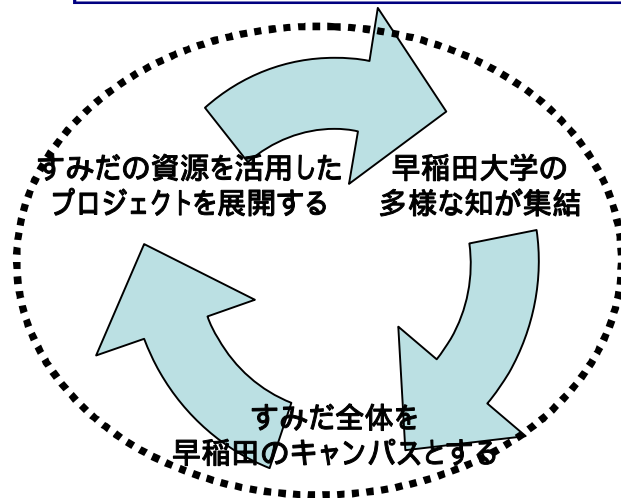 すみだの資源を活用した
プロジェクトを展開する
早稲田大学の
多様な知が集結
すみだ全体を
早稲田のキャンパスとする